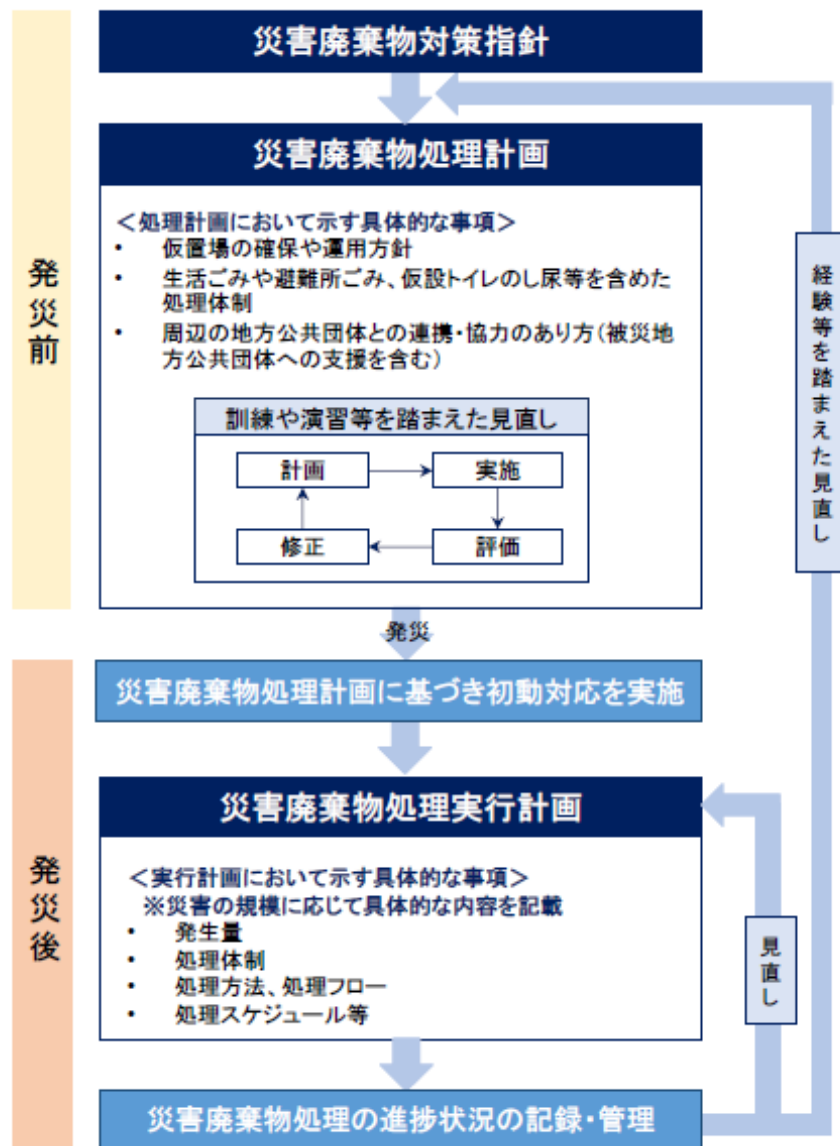 災害廃棄物対策指針
災害廃棄物処理計画
＜処理計画において示す具体的な事項＞
• 仮置場の確保や運用方針
• 生活ごみや避難所ごみ、仮設トイレのし尿等を含めた
処理体制
• 周辺の地方公共団体との連携・協力のあり方（被災地
方公共団体への支援を含む）
訓練や演習等を踏まえた見直し
計画
実施
修正
評価
発災前
経験等を踏まえた見直し
発災
災害廃棄物処理計画に基づき初動対応を実施
災害廃棄物処理実行計画
＜実行計画において示す具体的な事項＞
※災害の規模に応じて具体的な内容を記載
• 発生量
• 処理体制
• 処理方法、処理フロー
• 処理スケジュール等
発災後
見直し
災害廃棄物処理の進捗状況の記録・管理